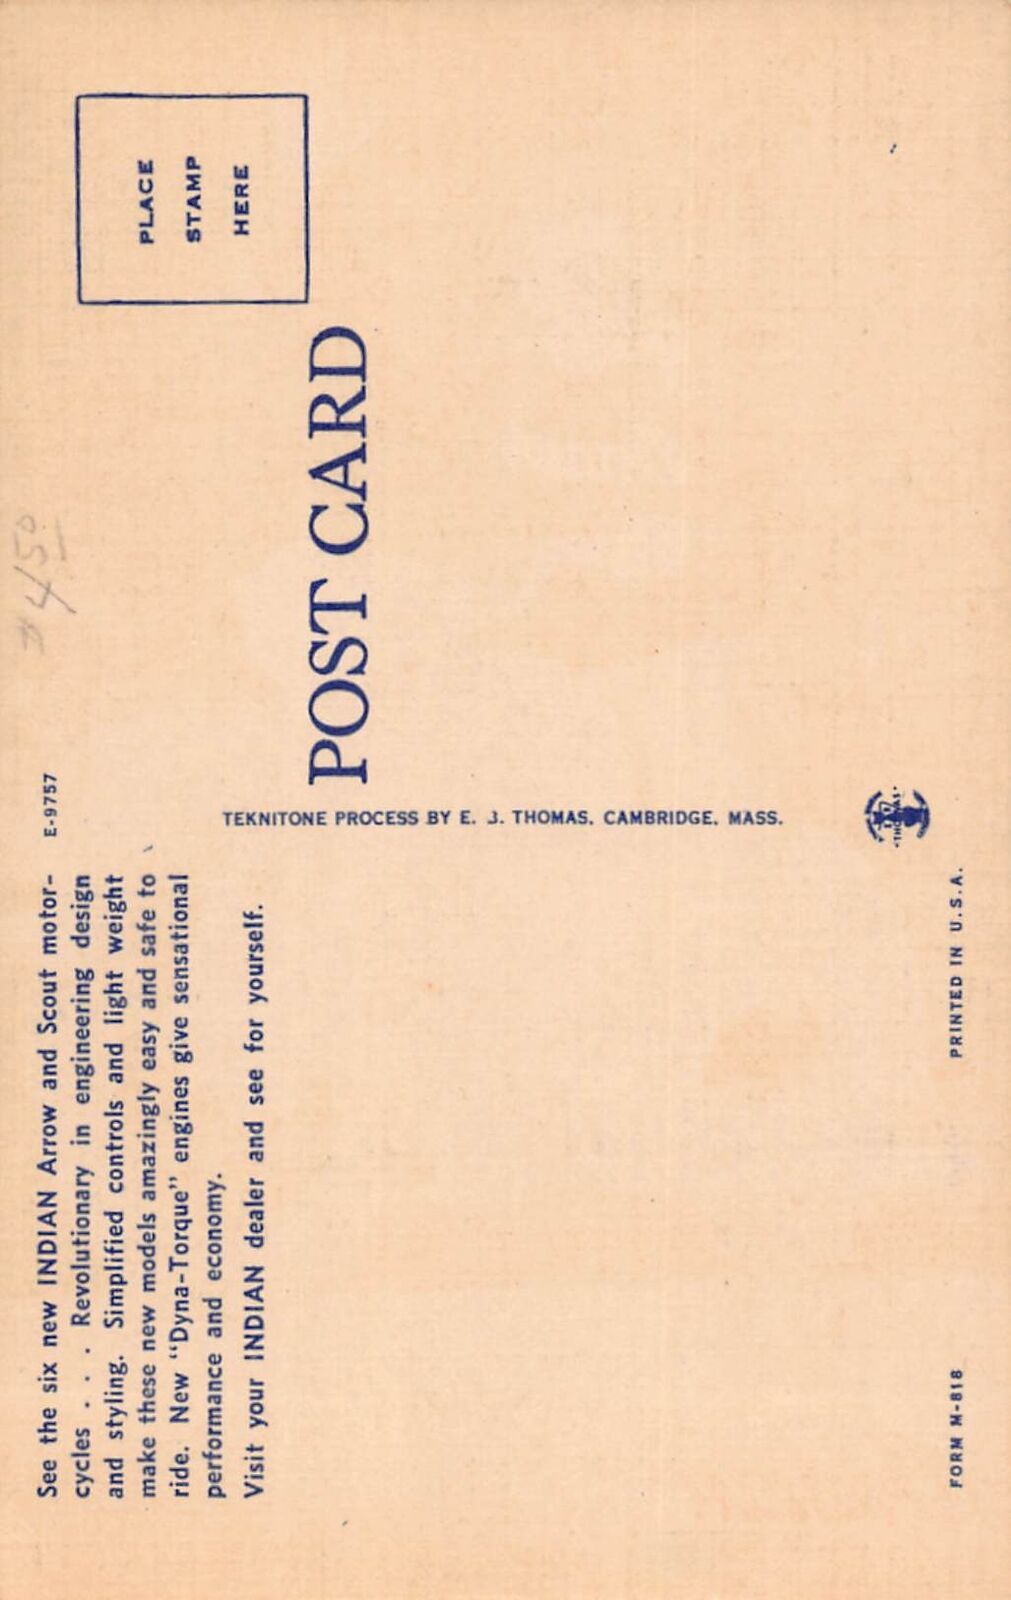 See the six new INDIAN Arrow and Scout motor-
cycles . . . Revolutionary in engineering design
and styling. Simplified controls and light weight
make these new models amazingly easy and safe to
ride. New "Dyna-Torque" engines give sensational
performance and economy.
Visit your INDIAN dealer and see for yourself.
E-9757
$4.50
PLACE
STAMP
HERE
POST CARD
TEKNITONE PROCESS BY E. J. THOMAS, CAMBRIDGE, MASS.
FORM M-818
PRINTED IN U.S.A.